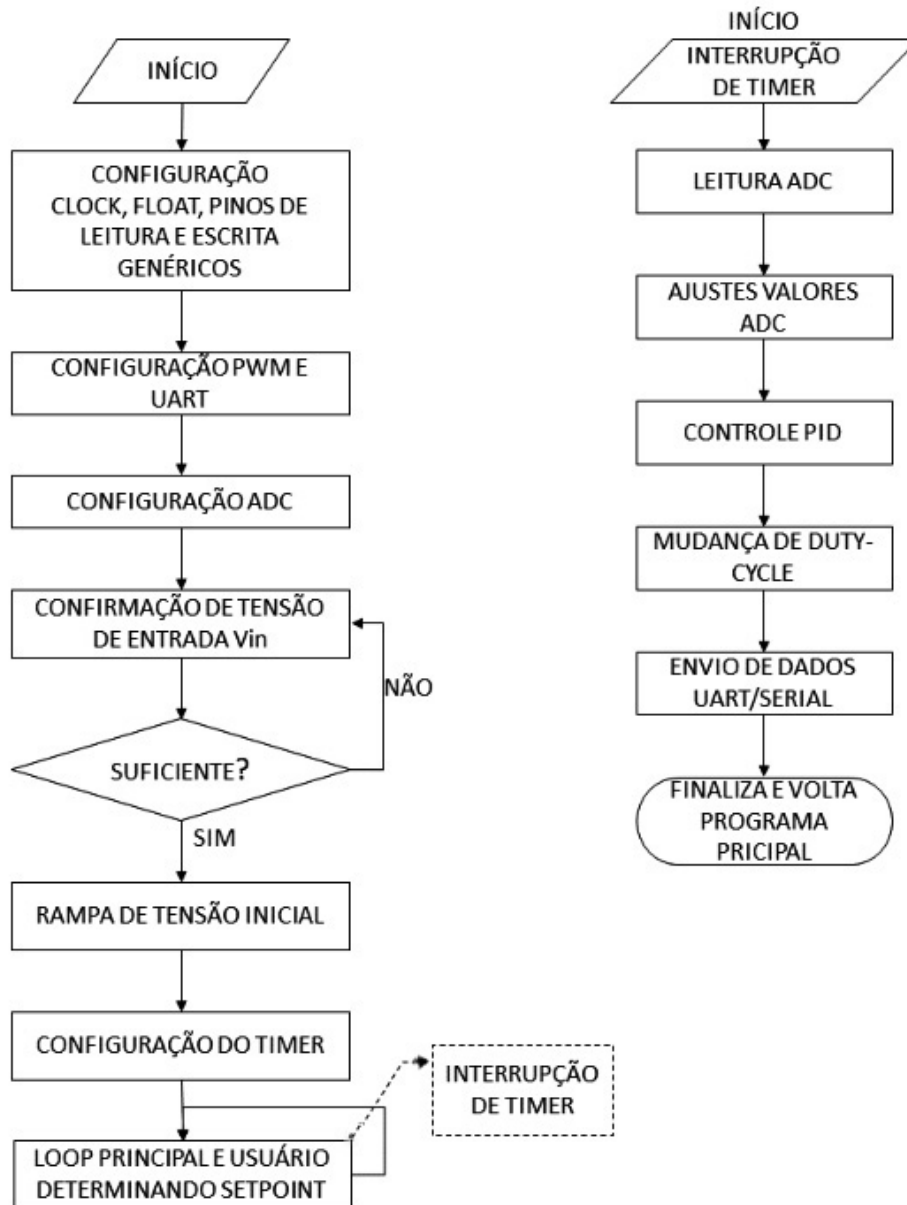 INÍCIO
CONFIGURAÇÃO
CLOCK, FLOAT, PINOS DE
LEITURA E ESCRITA
GENÉRICOS
CONFIGURAÇÃO PWM E
UART
CONFIGURAÇÃO ADC
CONFIRMAÇÃO DE TENSÃO
DE ENTRADA Vin
NÃO
SUFICIENTE?
SIM
RAMPA DE TENSÃO INICIAL
CONFIGURAÇÃO DO TIMER
INTERRUPÇÃO
DE TIMER
LOOP PRINCIPAL E USUÁRIO
DETERMINANDO SETPOINT
INÍCIO
INTERRUPÇÃO
DE TIMER
LEITURA ADC
AJUSTES VALORES
ADC
CONTROLE PID
MUDANÇA DE DUTY-
CYCLE
ENVIO DE DADOS
UART/SERIAL
FINALIZA E VOLTA
PROGRAMA
PRICIPAL